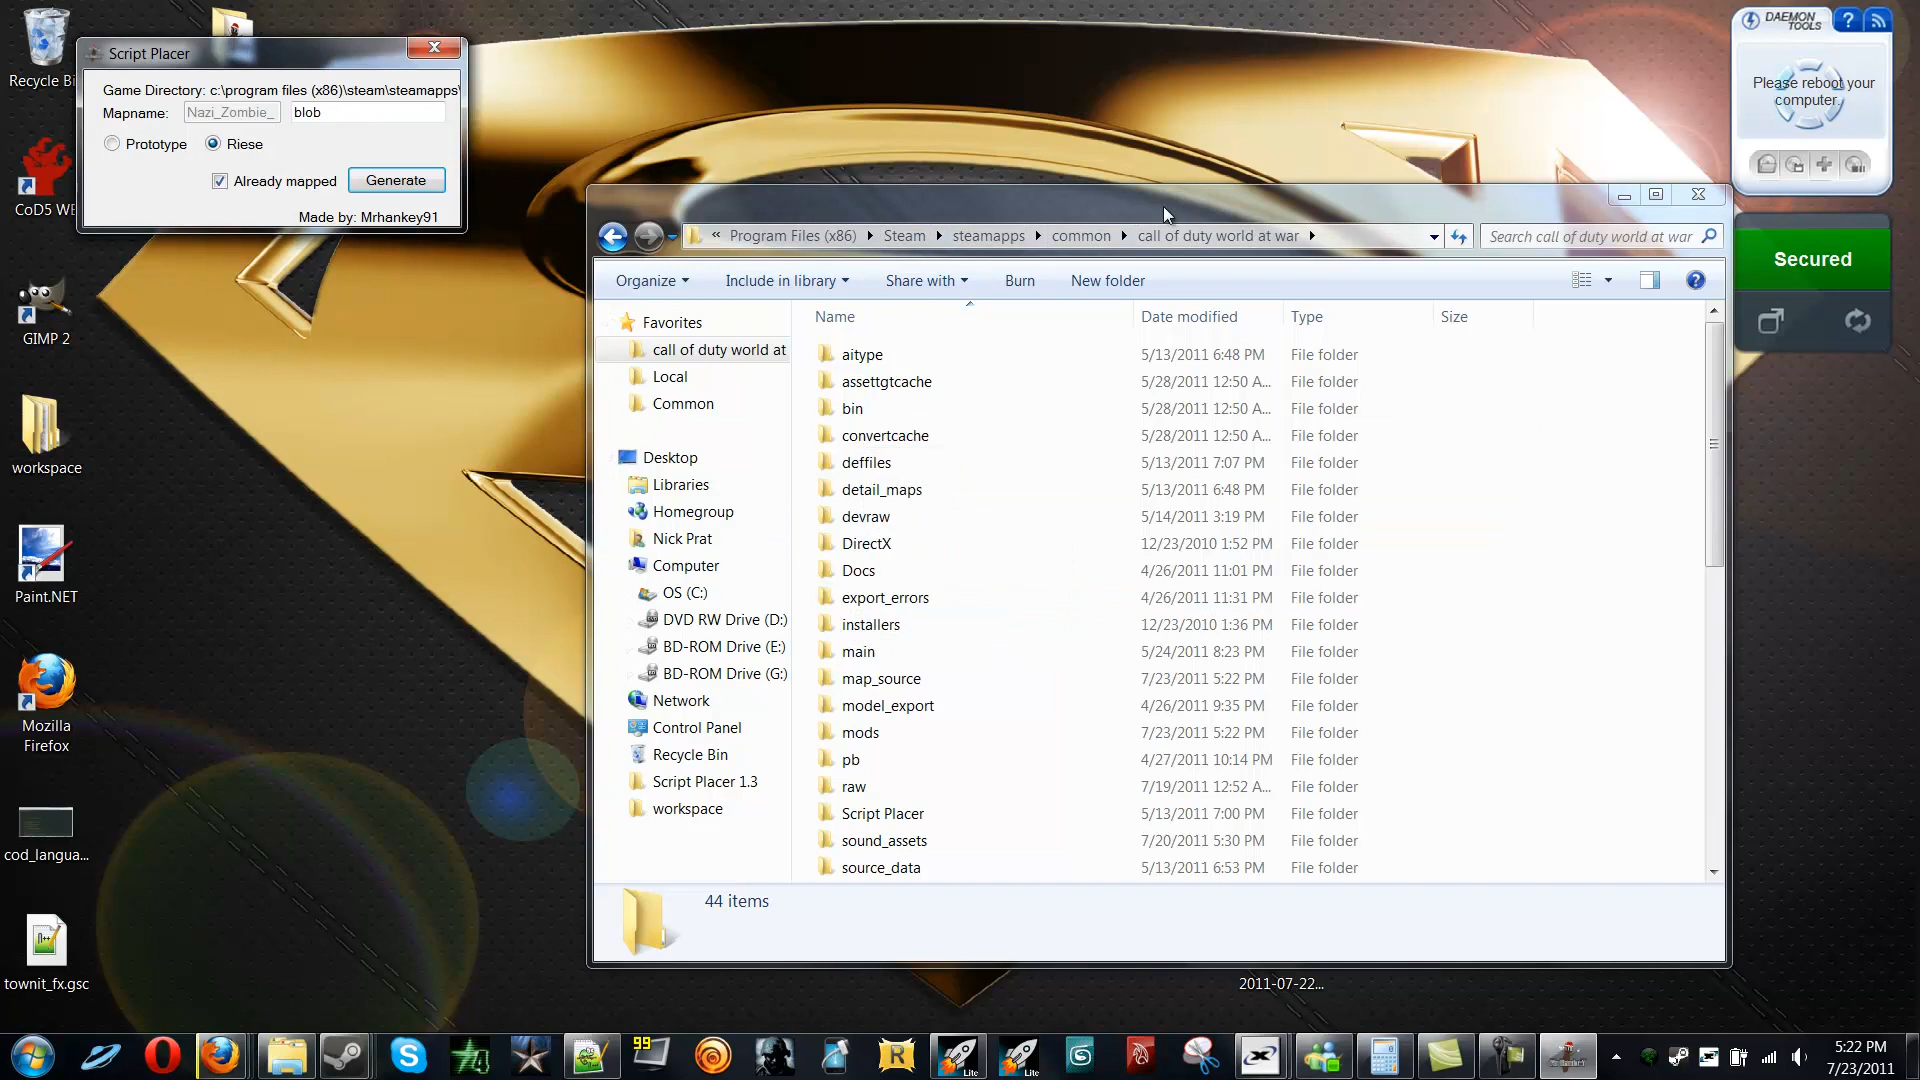 Recycle Bi
Script Placer
Game Directory: c:\program files (x86)\steam\steamapps\
Mapname:
Nazi_Zombie_
blob
Prototype
Riese
Already mapped
Generate
Made by: Mrhankey91
CoD5 WE
GIMP 2
workspace
Paint.NET
Mozilla
Firefox
cod_langua...
townit_fx.gsc
DAEMON
TOOLS
Please reboot your
computer.
Secured
« Program Files (x86) Steam steamapps common call of duty world at war
Search call of duty world at war
Organize
Include in library
Share with
Burn
New folder
Favorites
call of duty world at
Local
Common
Desktop
Libraries
Homegroup
Nick Prat
Computer
OS (C:)
DVD RW Drive (D:)
BD-ROM Drive (E:)
BD-ROM Drive (G:)
Network
Control Panel
Recycle Bin
Script Placer 1.3
workspace
Name Date modified Type Size
aitype 5/13/2011 6:48 PM File folder
assettgtcache 5/28/2011 12:50 A... File folder
bin 5/28/2011 12:50 A... File folder
convertcache 5/28/2011 12:50 A... File folder
deffiles 5/13/2011 7:07 PM File folder
detail_maps 5/13/2011 6:48 PM File folder
devraw 5/14/2011 3:19 PM File folder
DirectX 12/23/2010 1:52 PM File folder
Docs 4/26/2011 11:01 PM File folder
export_errors 4/26/2011 11:31 PM File folder
installers 12/23/2010 1:36 PM File folder
main 5/24/2011 8:23 PM File folder
map_source 7/23/2011 5:22 PM File folder
model_export 4/26/2011 9:35 PM File folder
mods 7/23/2011 5:22 PM File folder
pb 4/27/2011 10:14 PM File folder
raw 7/19/2011 12:52 A... File folder
Script Placer 5/13/2011 7:00 PM File folder
sound_assets 7/20/2011 5:30 PM File folder
source_data 5/13/2011 6:53 PM File folder
44 items
2011-07-22...
99
Lite
Lite
5:22 PM
7/23/2011